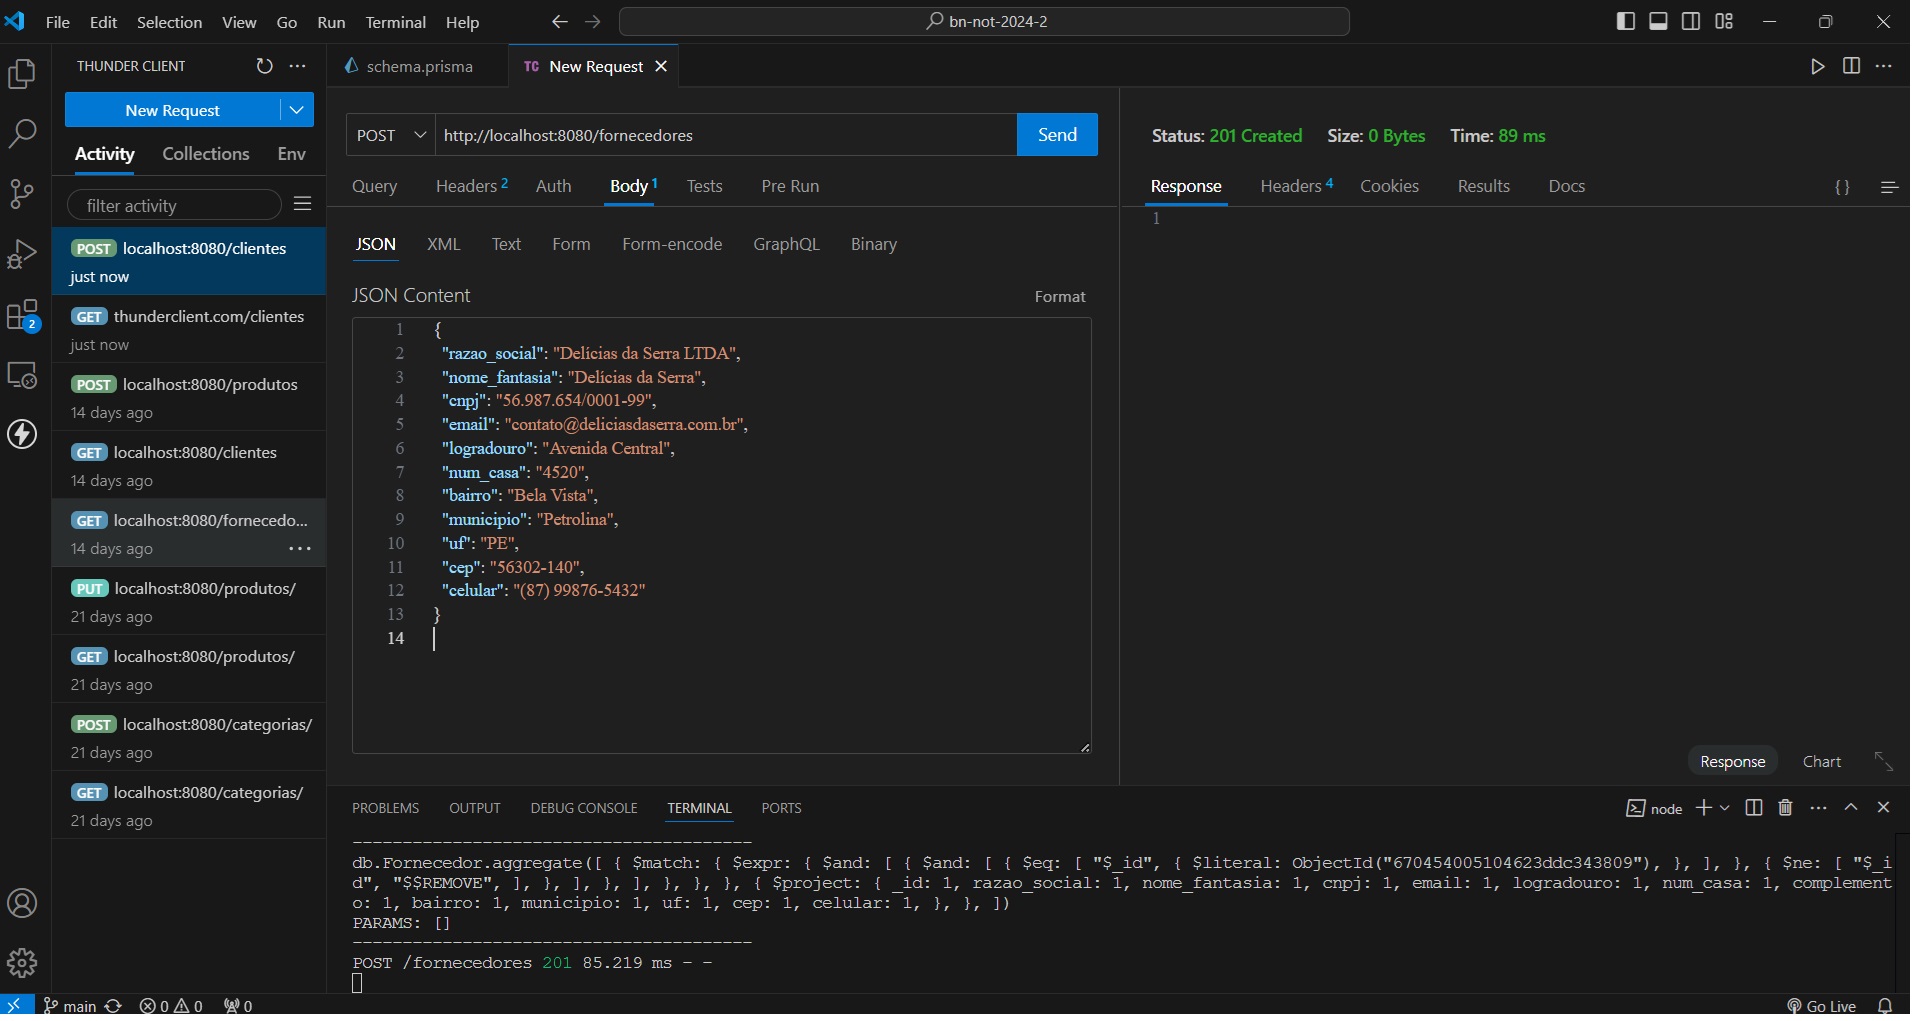 File Edit Selection View Go Run Terminal Help
bn-not-2024-2
THUNDER CLIENT
New Request
Activity Collections Env
filter activity
POST localhost:8080/clientes
just now
GET thunderclient.com/clientes
just now
POST localhost:8080/produtos
14 days ago
GET localhost:8080/clientes
14 days ago
GET localhost:8080/fornecedo...
14 days ago
PUT localhost:8080/produtos/
21 days ago
GET localhost:8080/produtos/
21 days ago
POST localhost:8080/categorias/
21 days ago
GET localhost:8080/categorias/
21 days ago
2
schema.prisma
TC New Request
POST http://localhost:8080/fornecedores Send
Query Headers 2 Auth Body 1 Tests Pre Run
JSON XML Text Form Form-encode GraphQL Binary
JSON Content Format
1 {
2 "razao_social": "Delícias da Serra LTDA",
3 "nome_fantasia": "Delícias da Serra",
4 "cnpj": "56.987.654/0001-99",
5 "email": "contato@deliciasdaserra.com.br",
6 "logradouro": "Avenida Central",
7 "num_casa": "4520",
8 "bairro": "Bela Vista",
9 "municipio": "Petrolina",
10 "uf": "PE",
11 "cep": "56302-140",
12 "celular": "(87) 99876-5432"
13 }
14
Status: 201 Created Size: 0 Bytes Time: 89 ms
Response Headers 4 Cookies Results Docs {}
1
Response Chart
PROBLEMS OUTPUT DEBUG CONSOLE TERMINAL PORTS
node
----------------------------------------
db.Fornecedor.aggregate([ { $match: { $expr: { $and: [ { $and: [ { $eq: [ "$_id", { $literal: ObjectId("670454005104623ddc343809"), }, ], }, { $ne: [ "$_i
d", "$$REMOVE", ], }, ], }, ], }, }, }, { $project: { _id: 1, razao_social: 1, nome_fantasia: 1, cnpj: 1, email: 1, logradouro: 1, num_casa: 1, complement
o: 1, bairro: 1, municipio: 1, uf: 1, cep: 1, celular: 1, }, }, ])
PARAMS: []
----------------------------------------
POST /fornecedores 201 85.219 ms - -
main 0 0 0
Go Live